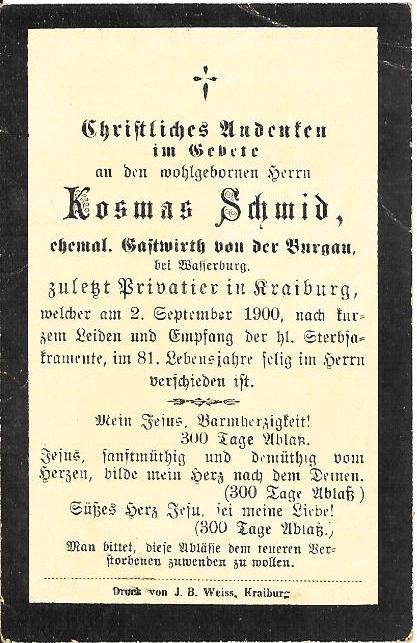 Christliches Andenken
im Gebete
an den wohlgebornen Herrn
Kosmas Schmid,
ehemal. Gastwirth von der Burgau,
bei Wasserburg.
zuletzt Privatier in Kraiburg,
welcher am 2. September 1900, nach kur-
zem Leiden und Empfang der hl. Sterbsa-
kramente, im 81. Lebensjahre selig im Herrn
verschieden ist.
Mein Jesus, Barmherzigkeit!
300 Tage Ablaß.
Jesus, sanftmüthig und demüthig vom
Herzen, bilde mein Herz nach dem Deinen.
(300 Tage Ablaß)
Süßes Herz Jesu, sei meine Liebe!
(300 Tage Ablaß.)
Man bittet, diese Abläße dem teueren Ver-
storbenen zuwenden zu wollen.
Druck von J. B. Weiss, Kraiburg